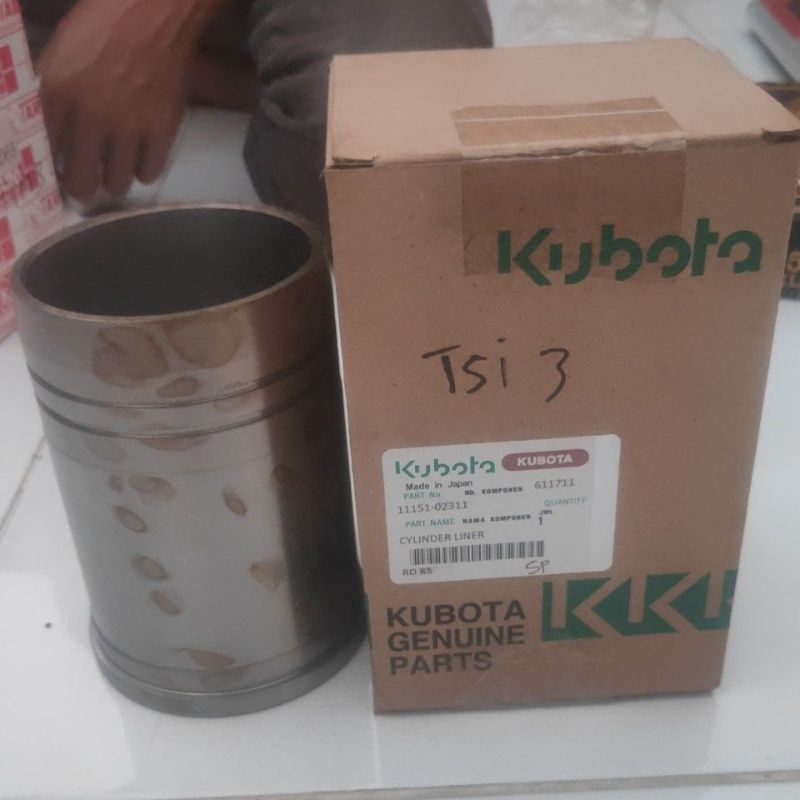 Kubota
Tsi 3
Kubota KUBOTA
Made in Japan
PART No. NO. KOMPONEN 611711
11151-02311 QUANTITY
PART NAME NAMA KOMPONEN JML
1
CYLINDER LINER
RD 85
SP
KUBOTA
GENUINE
PARTS
KKK